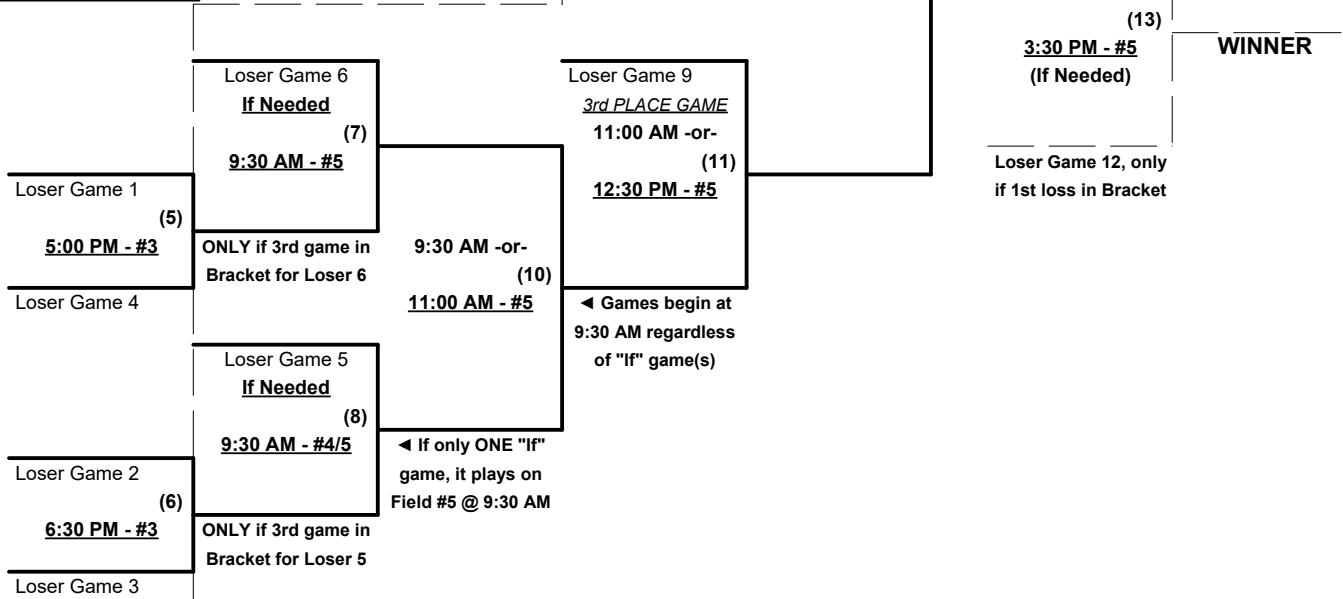 (13)
3:30 PM - #5
(If Needed)
WINNER
Loser Game 12, only
if 1st loss in Bracket
Loser Game 6
If Needed
(7)
9:30 AM - #5
Loser Game 9
3rd PLACE GAME
11:00 AM -or-
(11)
12:30 PM - #5
Loser Game 1
(5)
5:00 PM - #3
Loser Game 4
ONLY if 3rd game in
Bracket for Loser 6
9:30 AM -or-
(10)
11:00 AM - #5
◄ Games begin at
9:30 AM regardless
of "If" game(s)
Loser Game 5
If Needed
(8)
9:30 AM - #4/5
◄ If only ONE "If"
game, it plays on
Field #5 @ 9:30 AM
Loser Game 2
(6)
6:30 PM - #3
Loser Game 3
ONLY if 3rd game in
Bracket for Loser 5